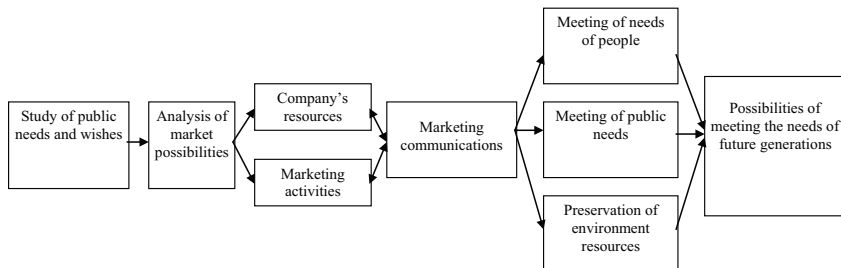 Study of public
needs and wishes
Analysis of
market
possibilities
Company’s
resources
Marketing
activities
Marketing
communications
Meeting of needs
of people
Meeting of public
needs
Preservation of
environment
resources
Possibilities of
meeting the needs of
future generations